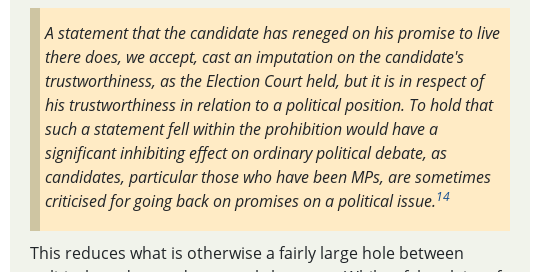 A statement that the candidate has reneged on his promise to live
there does, we accept, cast an imputation on the candidate's
trustworthiness, as the Election Court held, but it is in respect of
his trustworthiness in relation to a political position. To hold that
such a statement fell within the prohibition would have a
significant inhibiting effect on ordinary political debate, as
candidates, particular those who have been MPs, are sometimes
criticised for going back on promises on a political issue.14
This reduces what is otherwise a fairly large hole between